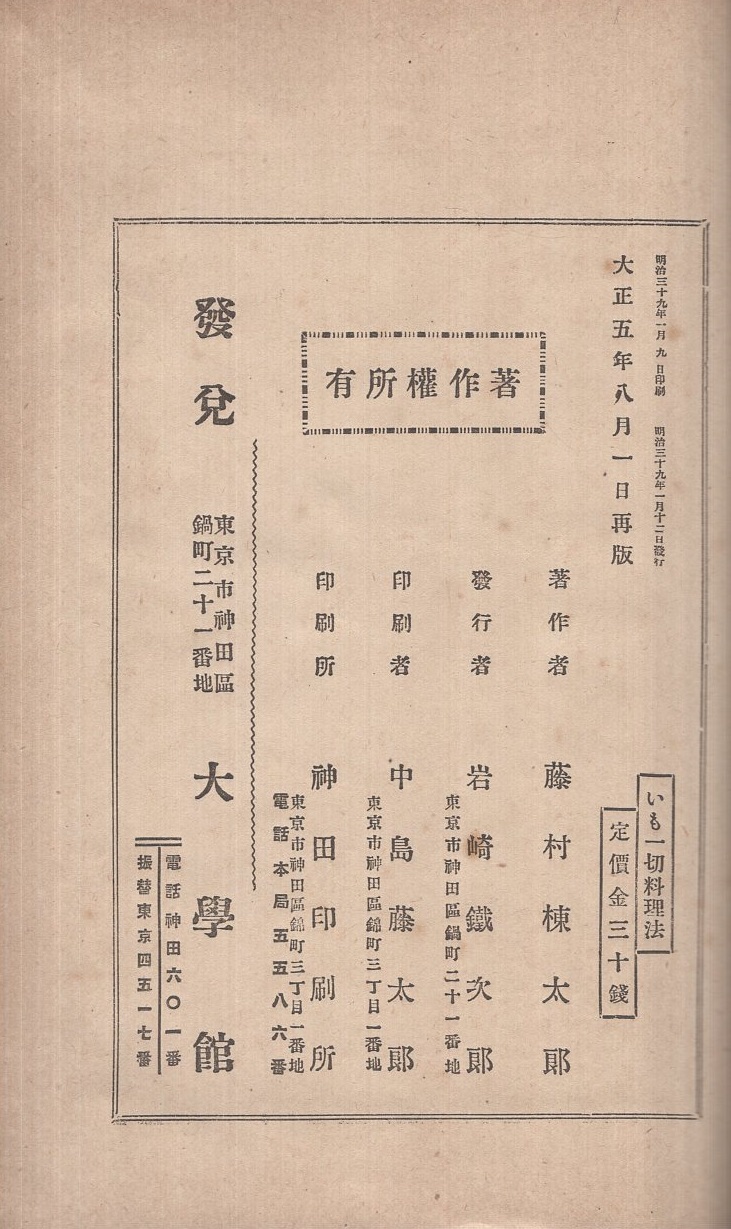 明治三十九年一月九日印刷
明治三十九年一月十二日發行
大正五年八月一日再版
いも一切料理法
定價金三十錢
著作權所有
著作者 藤村棟太郞
發行者 岩崎鐵次郞
東京市神田區鍋町二十一番地
印刷者 中島藤太郞
東京市神田區錦町三丁目一番地
印刷所 神田印刷所
東京市神田區錦町三丁目一番地
電話本局五五八六番
發兌
東京市神田區
鍋町二十一番地
大學館
電話神田六〇一番
振替東京四五一七番